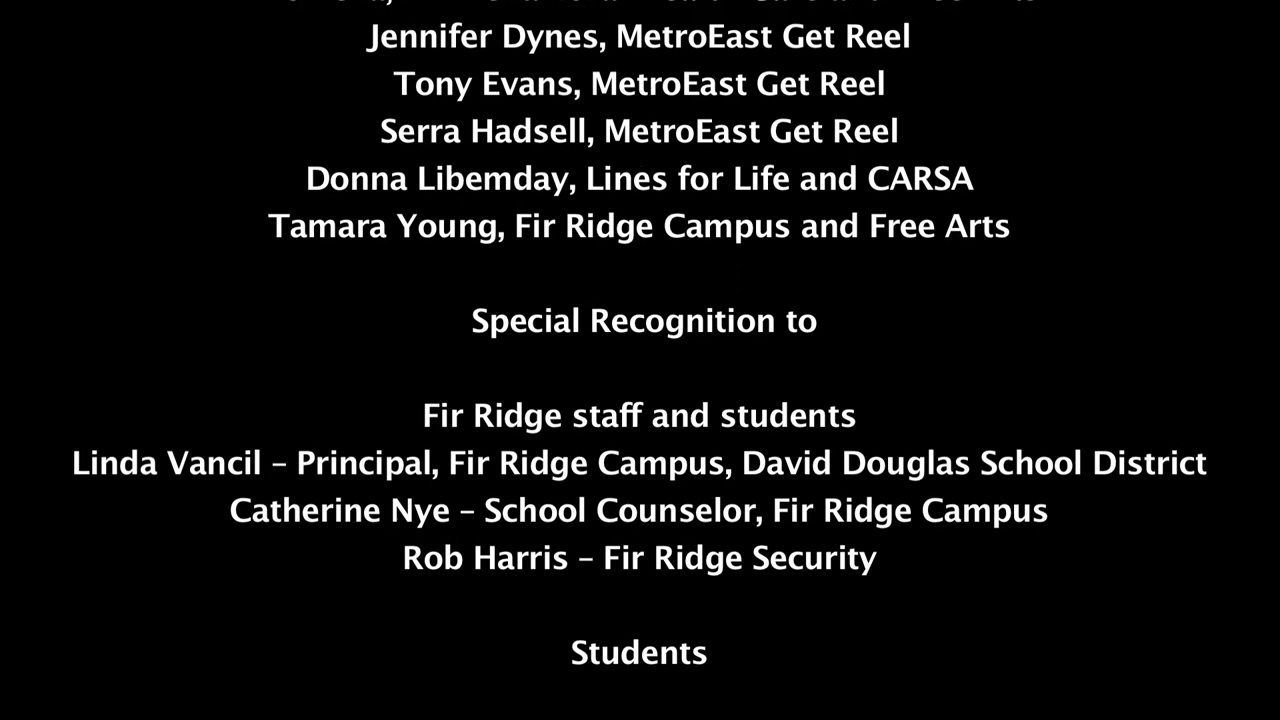 Jennifer Dynes, MetroEast Get Reel
Tony Evans, MetroEast Get Reel
Serra Hadsell, MetroEast Get Reel
Donna Libemday, Lines for Life and CARSA
Tamara Young, Fir Ridge Campus and Free Arts
Special Recognition to
Fir Ridge staff and students
Linda Vancil – Principal, Fir Ridge Campus, David Douglas School District
Catherine Nye – School Counselor, Fir Ridge Campus
Rob Harris – Fir Ridge Security
Students